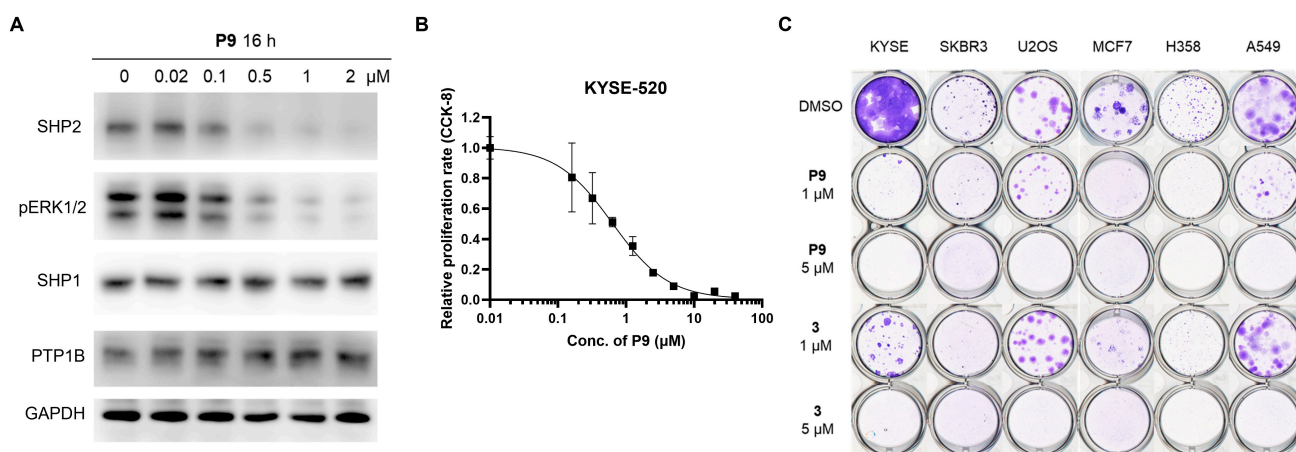 A
P9 16 h
0 0.02 0.1 0.5 1 2 μM
SHP2
pERK1/2
SHP1
PTP1B
GAPDH
B
KYSE-520
Relative proliferation rate (CCK-8)
1.2
1.0
0.8
0.6
0.4
0.2
0.0
0.01 0.1 1 10 100
Conc. of P9 (μM)
C
KYSE SKBR3 U2OS MCF7 H358 A549
DMSO
P9
1 μM
P9
5 μM
3
1 μM
3
5 μM